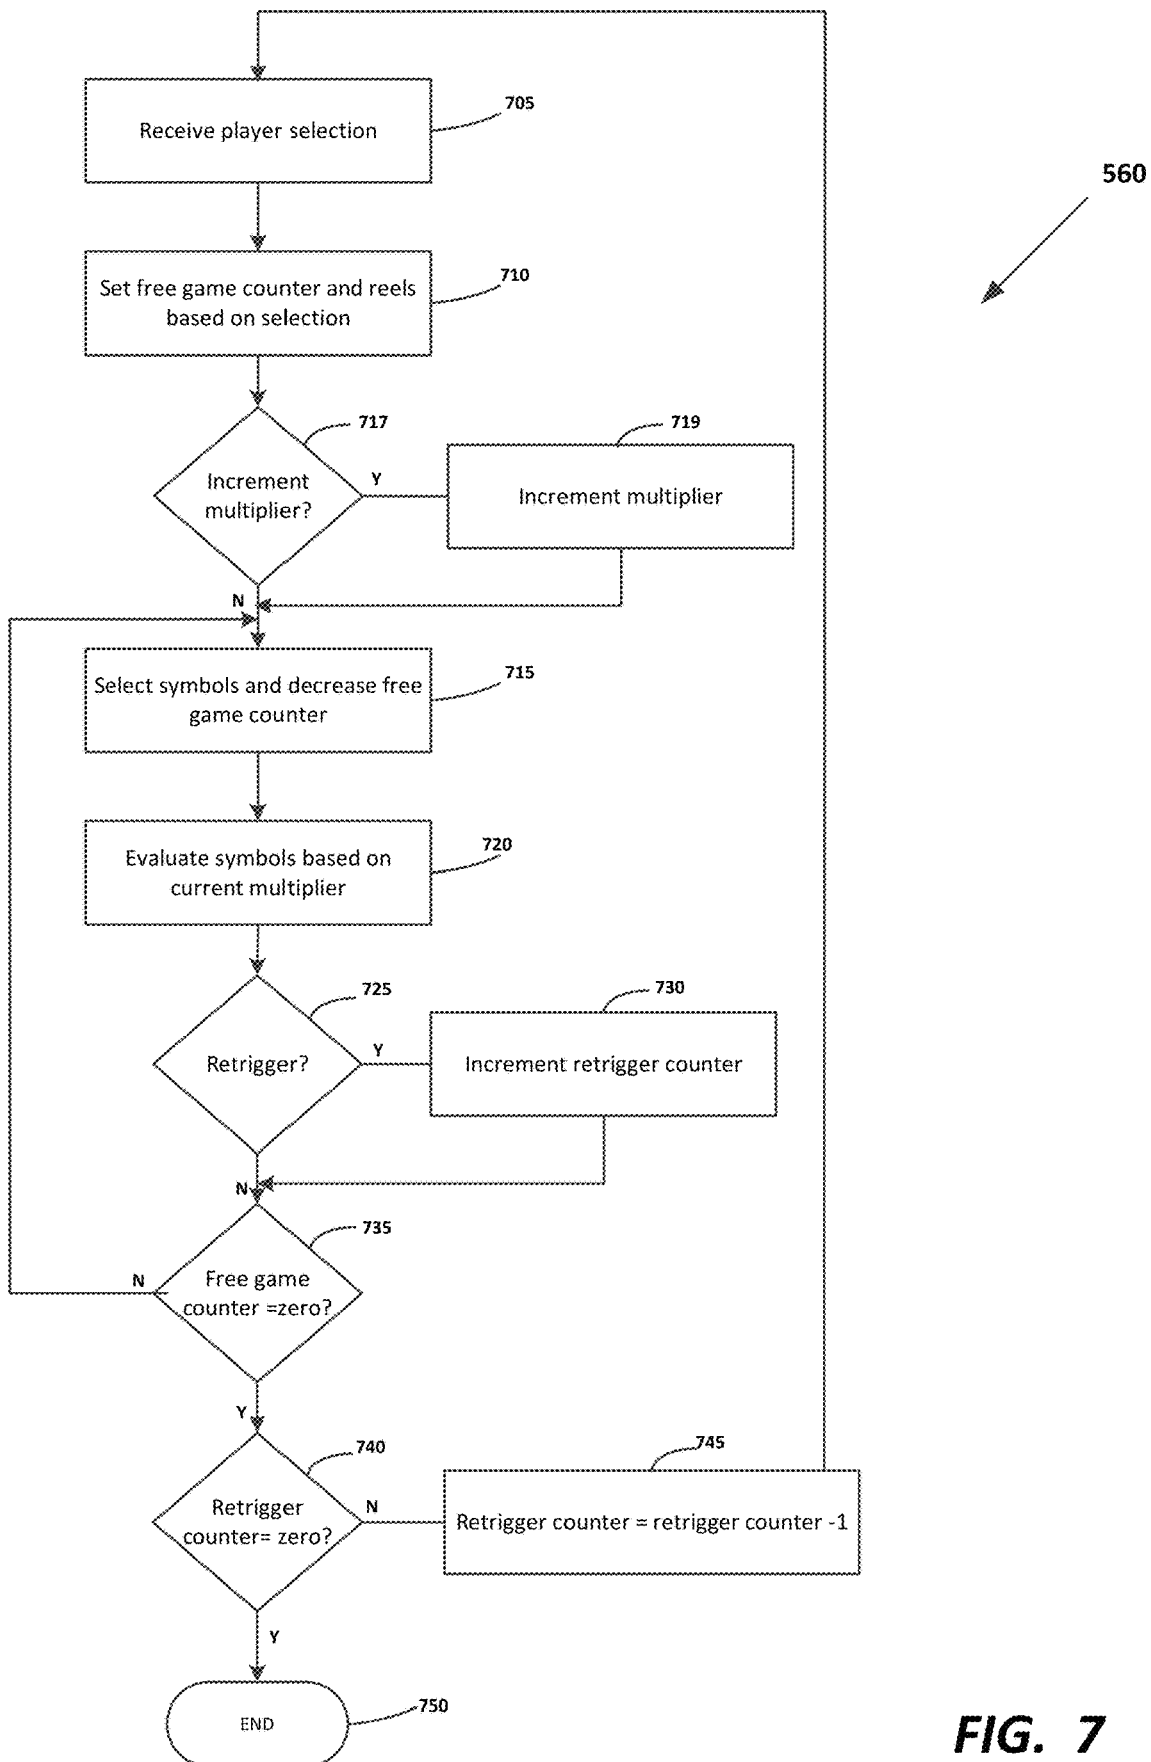 705
Receive player selection
560
710
Set free game counter and reels
based on selection
717
719
Increment
multiplier?
Y
Increment multiplier
N
715
Select symbols and decrease free
game counter
720
Evaluate symbols based on
current multiplier
725
730
Retrigger?
Y
Increment retrigger counter
N
735
Free game
counter =zero?
N
Y
740
745
Retrigger
counter= zero?
N
Retrigger counter = retrigger counter -1
Y
750
END
FIG. 7